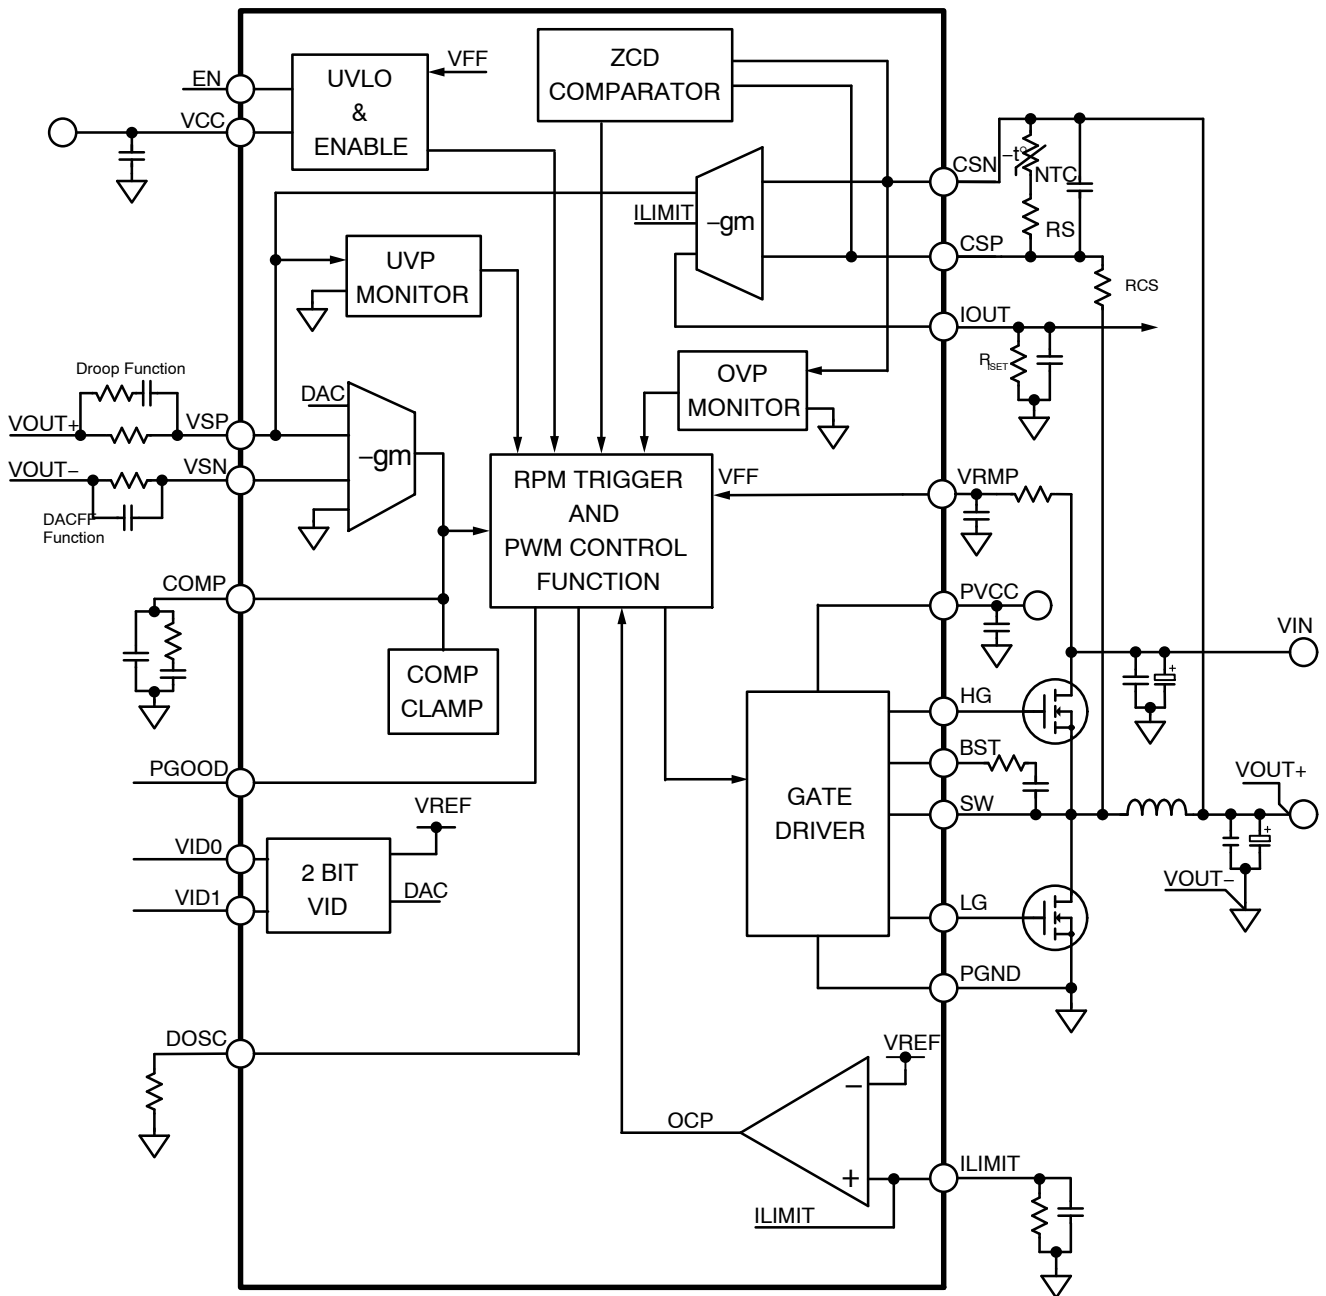 EN
VCC
UVLO
&
ENABLE
VFF
ZCD
COMPARATOR
CSN
-t°
NTC
RS
CSP
RCS
ILIMIT
–gm
IOUT
RISET
UVP
MONITOR
OVP
MONITOR
Droop Function
VOUT+
VSP
DAC
–gm
VOUT–
VSN
DACFF
Function
RPM TRIGGER
AND
PWM CONTROL
FUNCTION
VFF
VRMP
COMP
COMP
CLAMP
PVCC
VIN
+
HG
BST
SW
GATE
DRIVER
VOUT+
+
VOUT–
LG
PGND
PGOOD
VREF
VID0
VID1
2 BIT
VID
DAC
DOSC
VREF
–
OCP
+
ILIMIT
ILIMIT